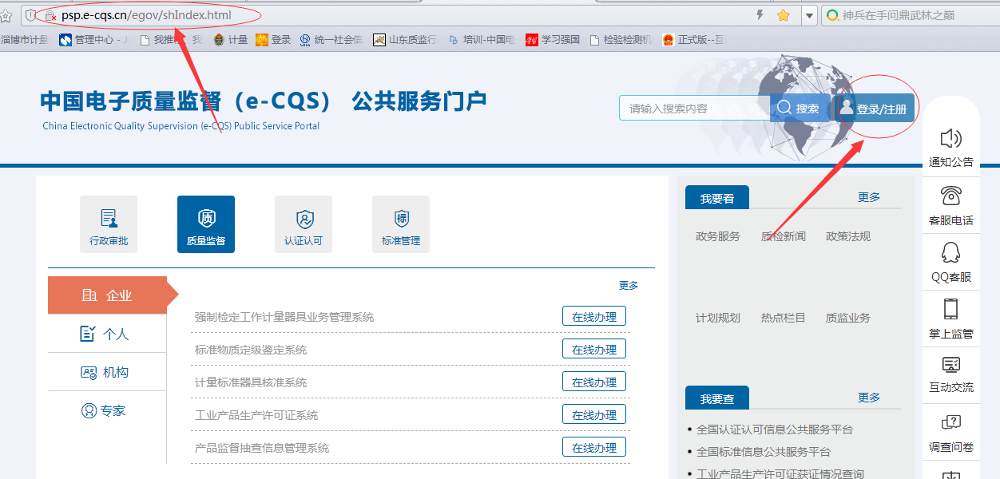 psp.e-cqs.cn/egov/shIndex.html
神兵在手问鼎武林之巅
淄博市计量
管理中心 -
我推
我
计量
登录
统一社会信
山东质监行
培训-中国电
学习强国
检验检测机
正式版--互
中国电子质量监督（e-CQS） 公共服务门户
China Electronic Quality Supervision (e-CQS) Public Service Portal
请输入搜索内容
搜索
登录/注册
通知公告
客服电话
QQ客服
掌上监管
互动交流
调查问卷
行政审批
质
质量监督
认证认可
标
标准管理
企业
个人
机构
专家
更多
强制检定工作计量器具业务管理系统
在线办理
标准物质定级鉴定系统
在线办理
计量标准器具核准系统
在线办理
工业产品生产许可证系统
在线办理
产品监督抽查信息管理系统
在线办理
我要看
更多
政务服务
质检新闻
政策法规
计划规划
热点栏目
质监业务
我要查
更多
• 全国认证认可信息公共服务平台
• 全国标准信息公共服务平台
• 工业产品生产许可证获证情况查询